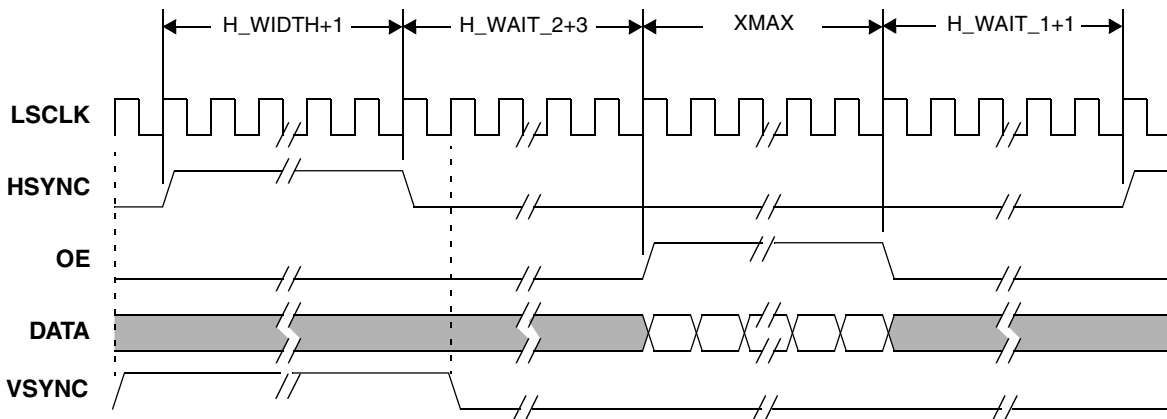 H_WIDTH+1 H_WAIT_2+3 XMAX H_WAIT_1+1
LSCLK
HSYNC
OE
DATA
VSYNC